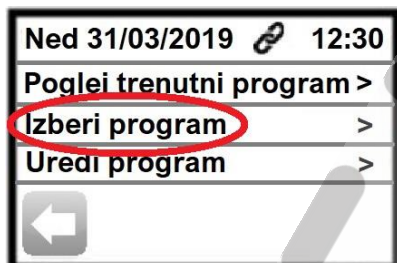 Ned 31/03/2019 12:30
Poglej trenutni program >
Izberi program >
Uredi program >